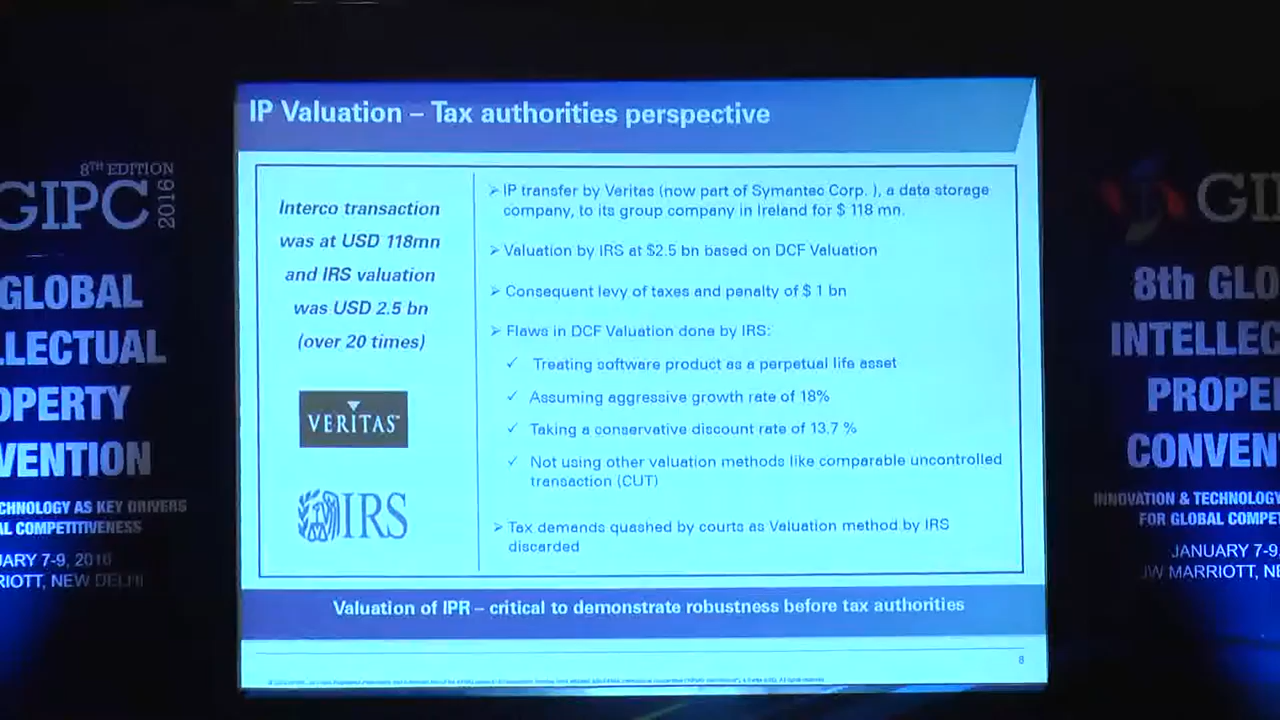 IP Valuation – Tax authorities perspective
Interco transaction
was at USD 118mn
and IRS valuation
was USD 2.5 bn
(over 20 times)
VERITAS
IRS
➢ IP transfer by Veritas (now part of Symantec Corp. ), a data storage
company, to its group company in Ireland for $ 118 mn.
➢ Valuation by IRS at $2.5 bn based on DCF Valuation
➢ Consequent levy of taxes and penalty of $ 1 bn
➢ Flaws in DCF Valuation done by IRS:
✓ Treating software product as a perpetual life asset
✓ Assuming aggressive growth rate of 18%
✓ Taking a conservative discount rate of 13.7 %
✓ Not using other valuation methods like comparable uncontrolled
transaction (CUT)
➢ Tax demands quashed by courts as Valuation method by IRS
discarded
Valuation of IPR – critical to demonstrate robustness before tax authorities
8
8TH EDITION
GIPC
2016
GLOBAL
LLECTUAL
OPERTY
VENTION
CHNOLOGY AS KEY DRIVERS
AL COMPETITIVENESS
ARY 7-9, 2016
RIOTT, NEW DELHI
GI
8th GLO
INTELLEC
PROPE
CONVEN
INNOVATION & TECHNOLOGY
FOR GLOBAL COMPE
JANUARY 7-9,
JW MARRIOTT, NE